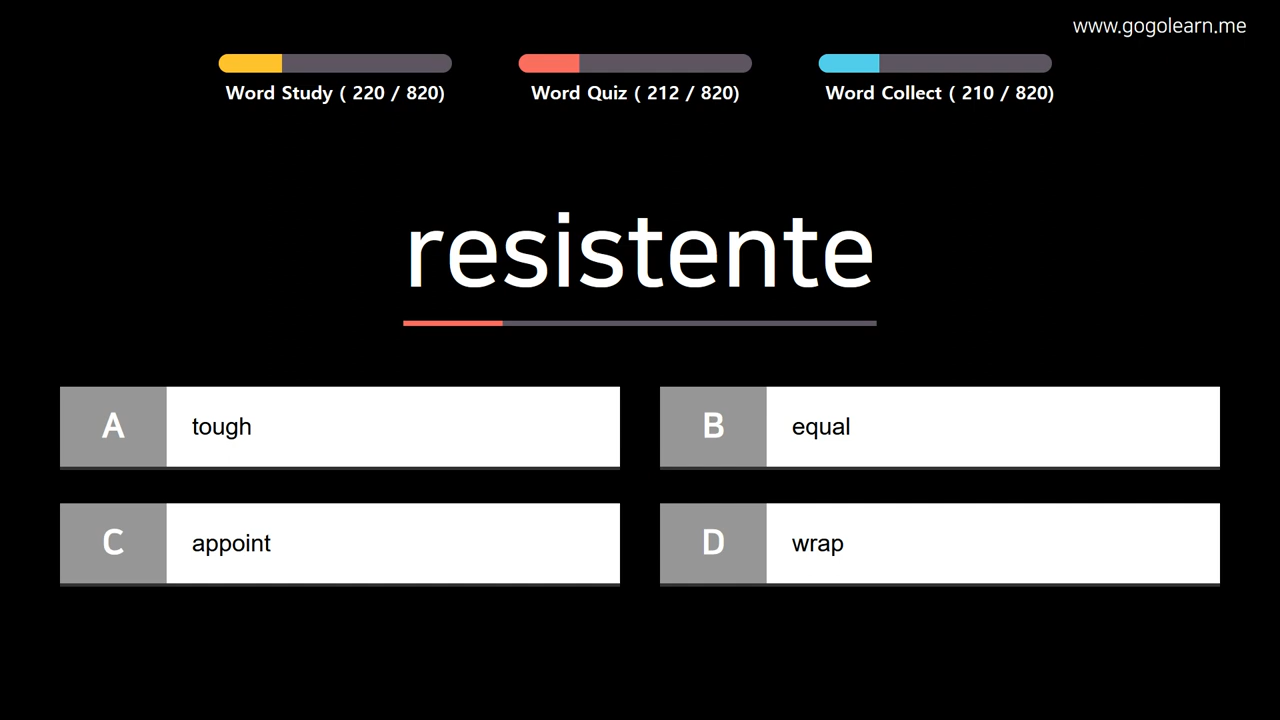 www.gogolearn.me
Word Study ( 220 / 820)
Word Quiz ( 212 / 820)
Word Collect ( 210 / 820)
resistente
A tough
B equal
C appoint
D wrap